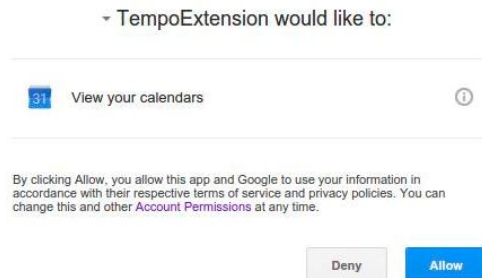 TempoExtension would like to:
31
View your calendars
By clicking Allow, you allow this app and Google to use your information in
accordance with their respective terms of service and privacy policies. You can
change this and other Account Permissions at any time.
Deny
Allow